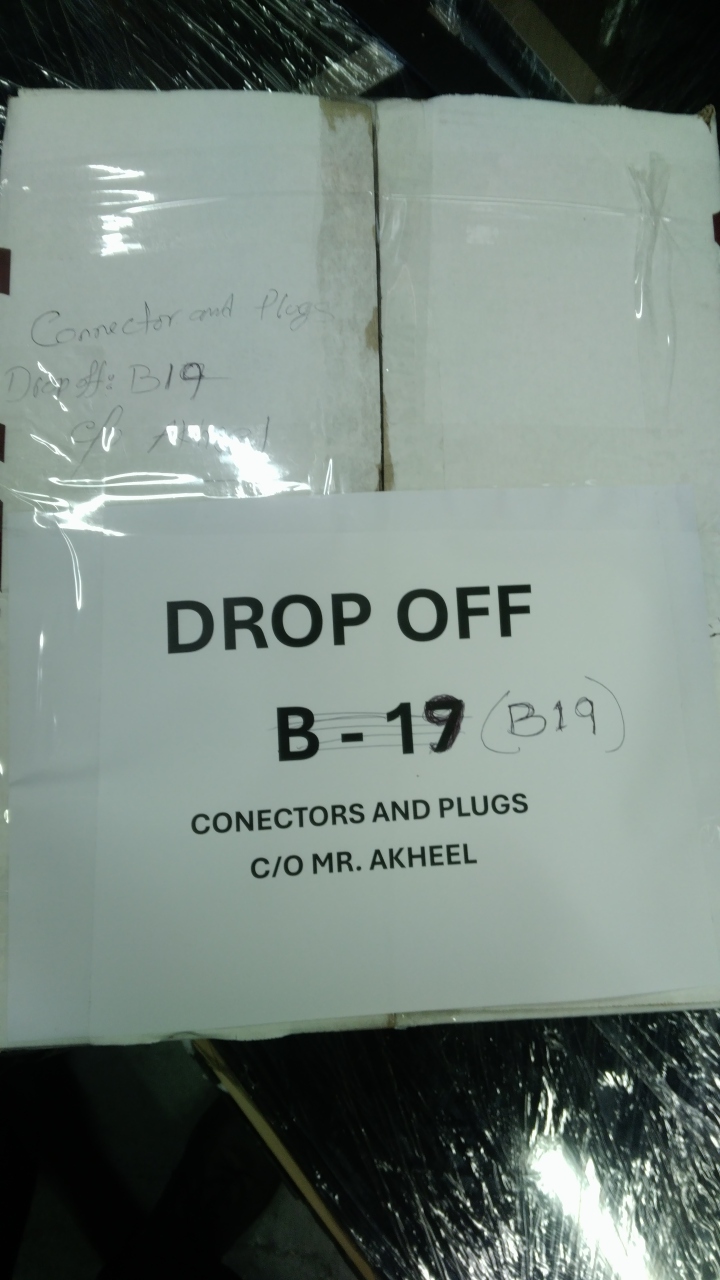 Connector and Plugs
Drop off: B19
c/o
DROP OFF
B - 19 (B19)
CONECTORS AND PLUGS
C/O MR. AKHEEL